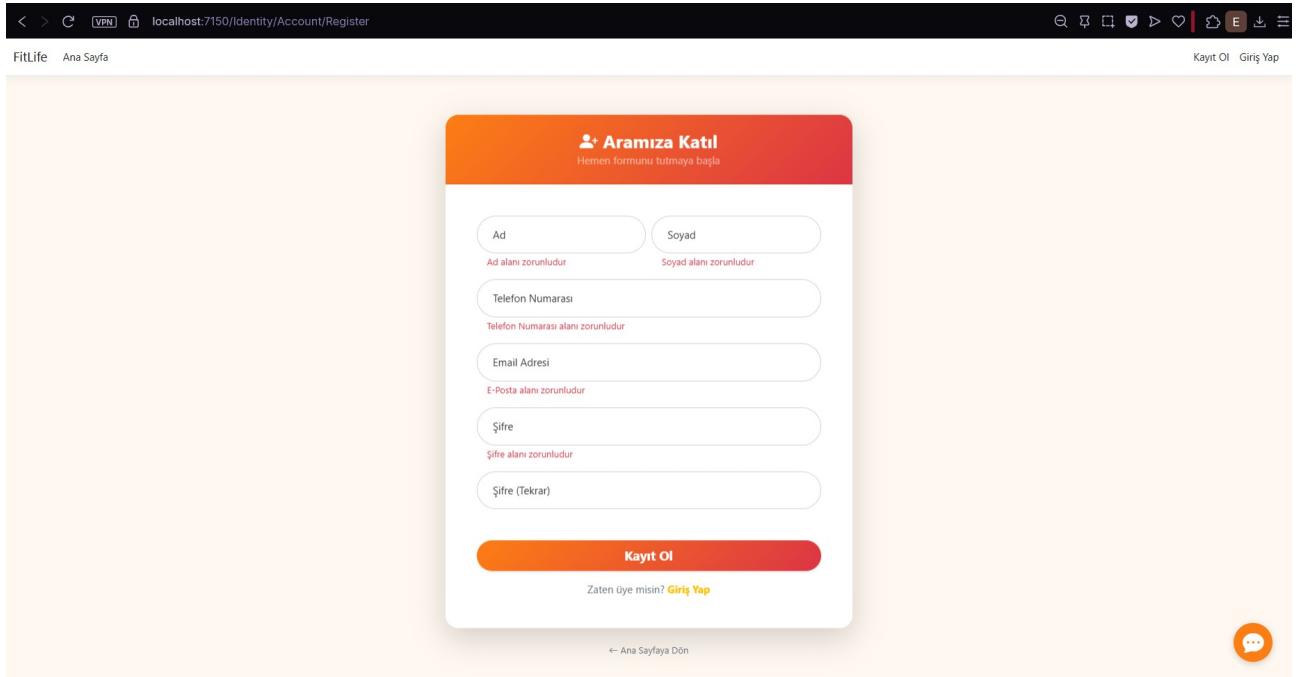 VPN localhost:7150/Identity/Account/Register E
FitLife Ana Sayfa Kayıt Ol Giriş Yap
Aramıza Katıl
Hemen formunu tutmaya başla
Ad Soyad
Ad alanı zorunludur Soyad alanı zorunludur
Telefon Numarası
Telefon Numarası alanı zorunludur
Email Adresi
E-Posta alanı zorunludur
Şifre
Şifre alanı zorunludur
Şifre (Tekrar)
Kayıt Ol
Zaten üye misin? Giriş Yap
← Ana Sayfaya Dön